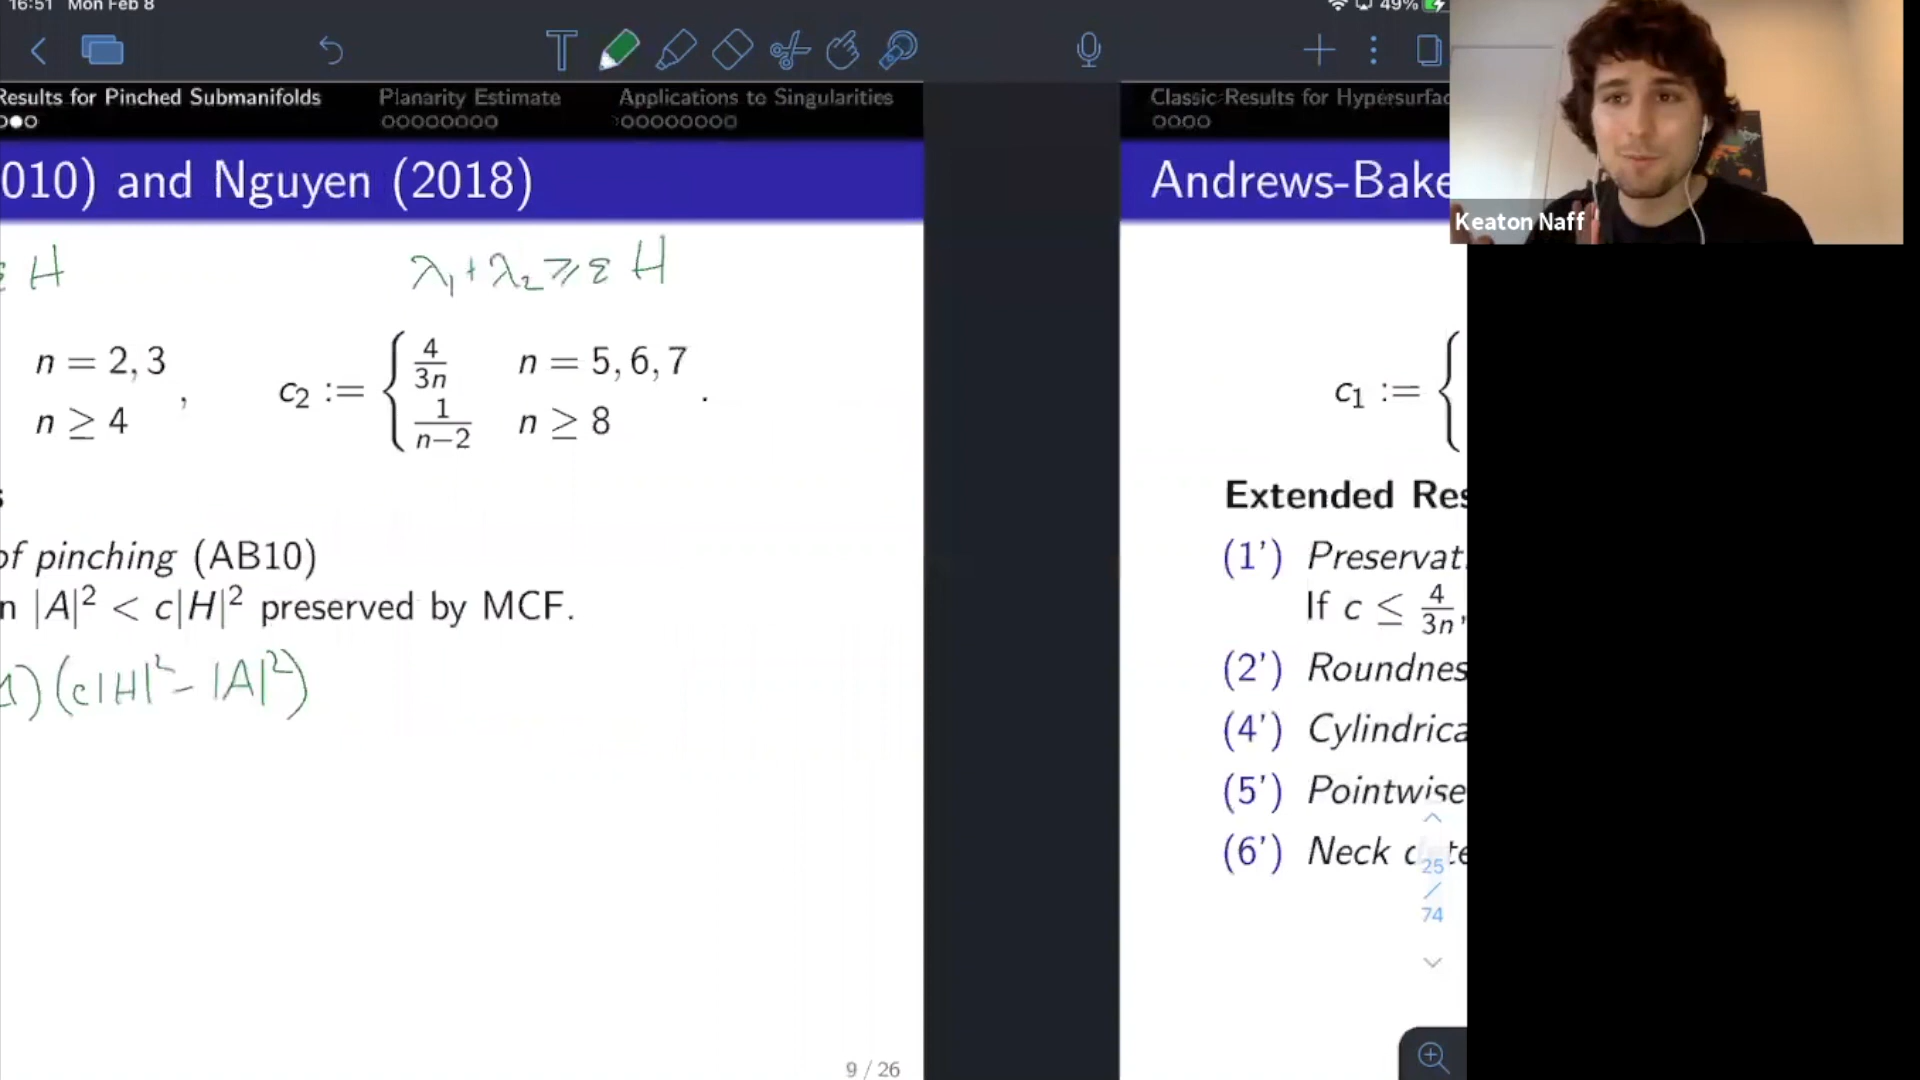 16:51 Mon Feb 8
49%
Results for Pinched Submanifolds
Planarity Estimate
Applications to Singularities
010) and Nguyen (2018)
ε H
λ₁ + λ₂ ≥ ε H
n = 2, 3
n ≥ 4 ,
c₂ := { 4/3n n = 5, 6, 7
1/n−2 n ≥ 8 .
of pinching (AB10)
n |A|² < c|H|² preserved by MCF.
) (c|H|² − |A|²)
9 / 26
Classic Results for Hypersurfac
Andrews-Bake
c₁ := {
Extended Res
(1') Preservat
If c ≤ 4/3n,
(2') Roundnes
(4') Cylindrica
(5') Pointwise
(6') Neck
25
/
74
Keaton Naff